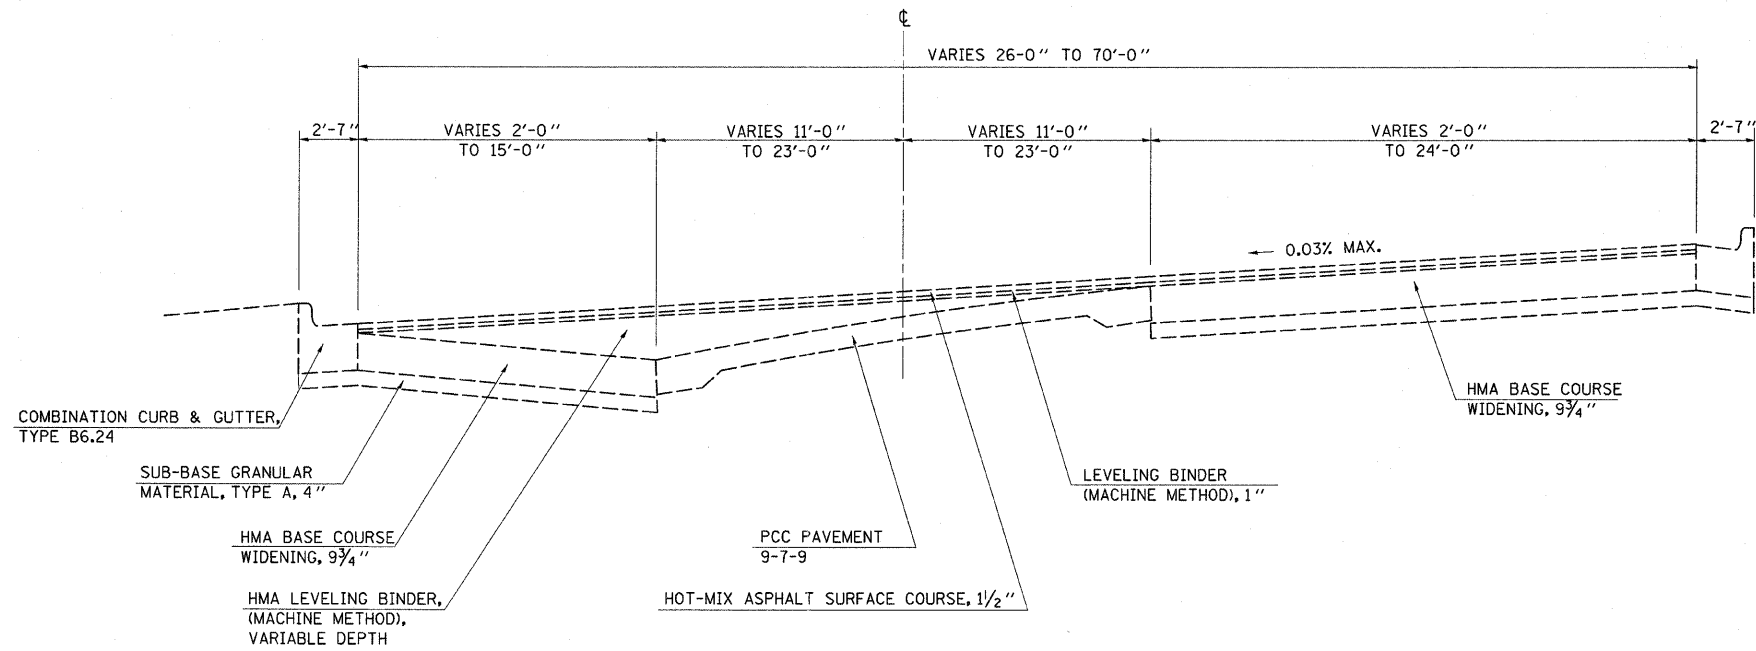 ℄
VARIES 26-0" TO 70'-0"
2'-7"
VARIES 2'-0"
TO 15'-0"
VARIES 11'-0"
TO 23'-0"
VARIES 11'-0"
TO 23'-0"
VARIES 2'-0"
TO 24'-0"
2'-7"
0.03% MAX.
COMBINATION CURB & GUTTER,
TYPE B6.24
SUB-BASE GRANULAR
MATERIAL, TYPE A, 4"
HMA BASE COURSE
WIDENING, 9¾"
HMA LEVELING BINDER,
(MACHINE METHOD),
VARIABLE DEPTH
PCC PAVEMENT
9-7-9
HOT-MIX ASPHALT SURFACE COURSE, 1½"
LEVELING BINDER
(MACHINE METHOD), 1"
HMA BASE COURSE
WIDENING, 9¾"